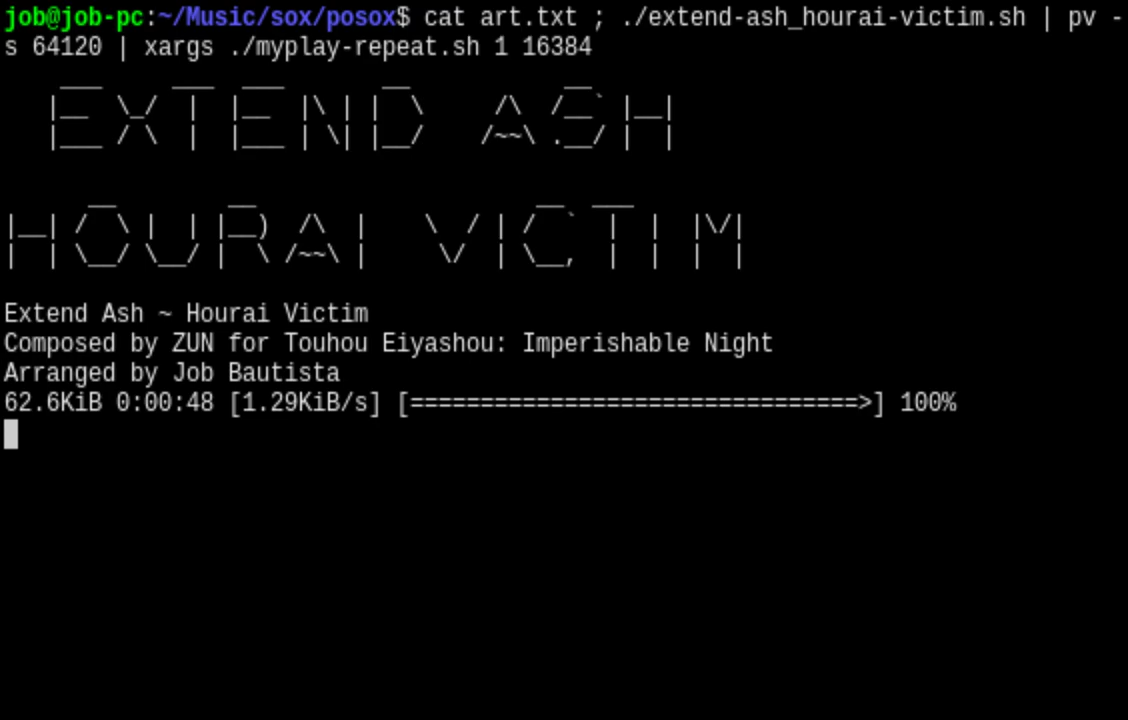 job@job-pc:~/Music/sox/posox$ cat art.txt ; ./extend-ash_hourai-victim.sh | pv -
s 64120 | xargs ./myplay-repeat.sh 1 16384
EXTEND ASH
HOURAI VICTIM
Extend Ash ~ Hourai Victim
Composed by ZUN for Touhou Eiyashou: Imperishable Night
Arranged by Job Bautista
62.6KiB 0:00:48 [1.29KiB/s] [================================>] 100%